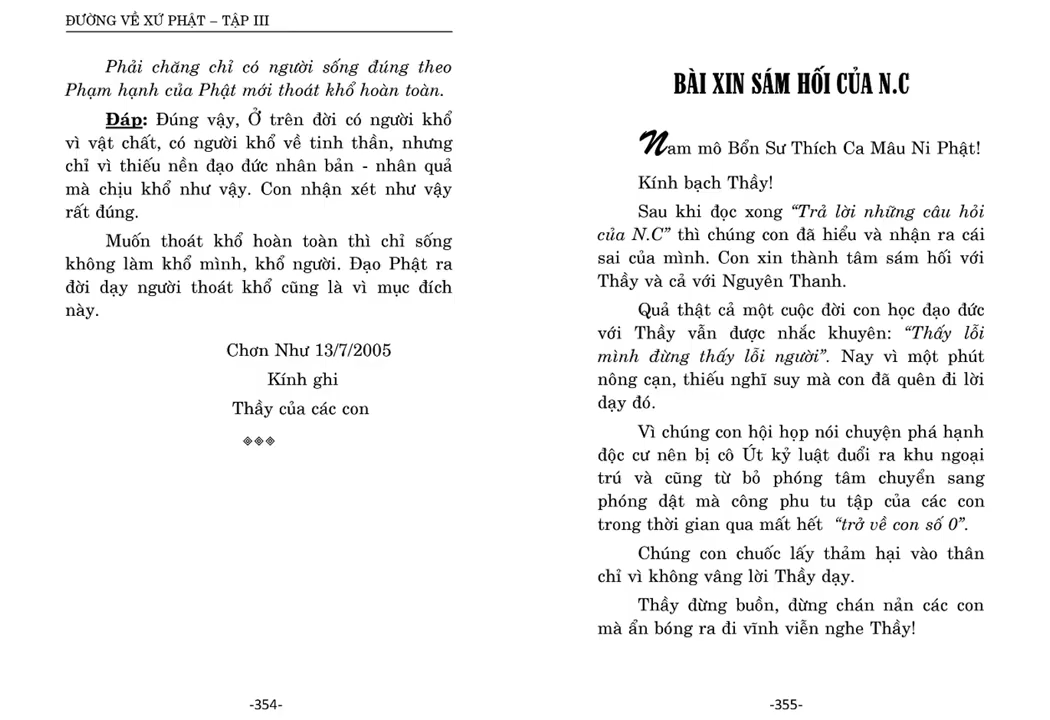 ĐƯỜNG VỀ XỨ PHẬT – TẬP III
Phải chăng chỉ có người sống đúng theo
Phạm hạnh của Phật mới thoát khổ hoàn toàn.
Đáp: Đúng vậy, Ở trên đời có người khổ
vì vật chất, có người khổ về tinh thần, nhưng
chỉ vì thiếu nền đạo đức nhân bản - nhân quả
mà chịu khổ như vậy. Con nhận xét như vậy
rất đúng.
Muốn thoát khổ hoàn toàn thì chỉ sống
không làm khổ mình, khổ người. Đạo Phật ra
đời dạy người thoát khổ cũng là vì mục đích
này.
Chơn Như 13/7/2005
Kính ghi
Thầy của các con
-354-
BÀI XIN SÁM HỐI CỦA N.C
Nam mô Bổn Sư Thích Ca Mâu Ni Phật!
Kính bạch Thầy!
Sau khi đọc xong “Trả lời những câu hỏi
của N.C” thì chúng con đã hiểu và nhận ra cái
sai của mình. Con xin thành tâm sám hối với
Thầy và cả với Nguyên Thanh.
Quả thật cả một cuộc đời con học đạo đức
với Thầy vẫn được nhắc khuyên: “Thấy lỗi
mình đừng thấy lỗi người”. Nay vì một phút
nông cạn, thiếu nghĩ suy mà con đã quên đi lời
dạy đó.
Vì chúng con hội họp nói chuyện phá hạnh
độc cư nên bị cô Út kỷ luật đuổi ra khu ngoại
trú và cũng từ bỏ phóng tâm chuyển sang
phóng dật mà công phu tu tập của các con
trong thời gian qua mất hết “trở về con số 0”.
Chúng con chuốc lấy thảm hại vào thân
chỉ vì không vâng lời Thầy dạy.
Thầy đừng buồn, đừng chán nản các con
mà ẩn bóng ra đi vĩnh viễn nghe Thầy!
-355-